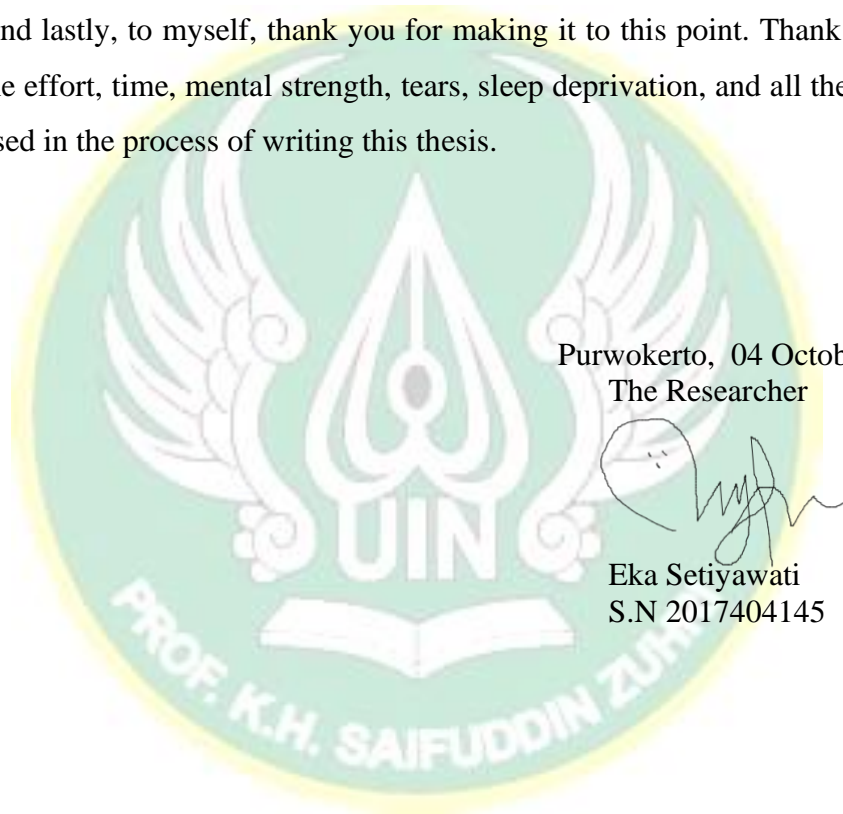 nd lastly, to myself, thank you for making it to this point. Thank
e effort, time, mental strength, tears, sleep deprivation, and all the
sed in the process of writing this thesis.
Purwokerto, 04 Octob
The Researcher
Eka Setiyawati
S.N 2017404145
UIN
PROF. K.H. SAIFUDDIN ZUHRI